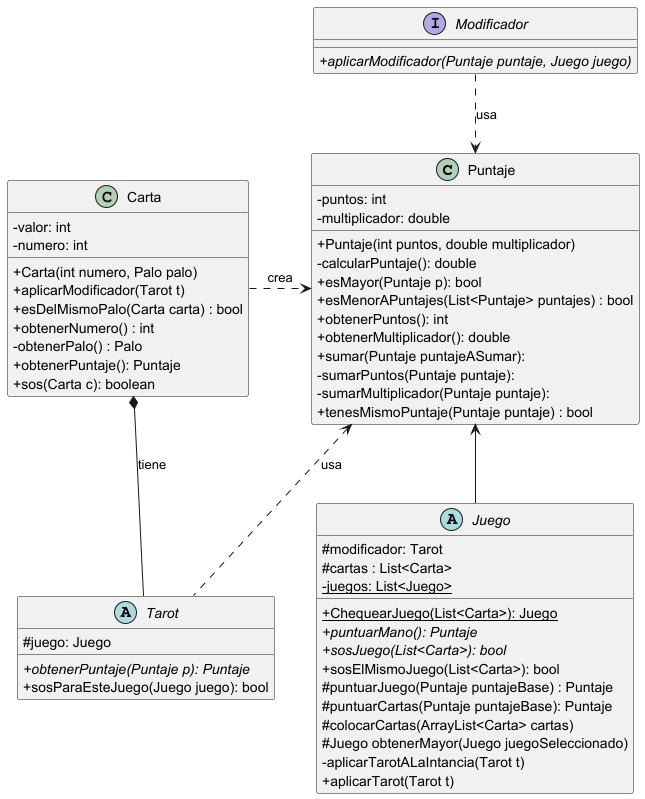 I Modificador
+aplicarModificador(Puntaje puntaje, Juego juego)
usa
C Puntaje
-puntos: int
-multiplicador: double
+Puntaje(int puntos, double multiplicador)
-calcularPuntaje(): double
+esMayor(Puntaje p): bool
+esMenorAPuntajes(List<Puntaje> puntajes) : bool
+obtenerPuntos(): int
+obtenerMultiplicador(): double
+sumar(Puntaje puntajeASumar):
-sumarPuntos(Puntaje puntaje):
-sumarMultiplicador(Puntaje puntaje):
+tenesMismoPuntaje(Puntaje puntaje) : bool
C Carta
-valor: int
-numero: int
+Carta(int numero, Palo palo)
+aplicarModificador(Tarot t)
+esDelMismoPalo(Carta carta) : bool
+obtenerNumero() : int
-obtenerPalo() : Palo
+obtenerPuntaje(): Puntaje
+sos(Carta c): boolean
crea
tiene
usa
A Tarot
#juego: Juego
+obtenerPuntaje(Puntaje p): Puntaje
+sosParaEsteJuego(Juego juego): bool
A Juego
#modificador: Tarot
#cartas : List<Carta>
-juegos: List<Juego>
+ChequearJuego(List<Carta>): Juego
+puntuarMano(): Puntaje
+sosJuego(List<Carta>): bool
+sosElMismoJuego(List<Carta>): bool
#puntuarJuego(Puntaje puntajeBase) : Puntaje
#puntuarCartas(Puntaje puntajeBase): Puntaje
#colocarCartas(ArrayList<Carta> cartas)
#Juego obtenerMayor(Juego juegoSeleccionado)
-aplicarTarotALaIntancia(Tarot t)
+aplicarTarot(Tarot t)